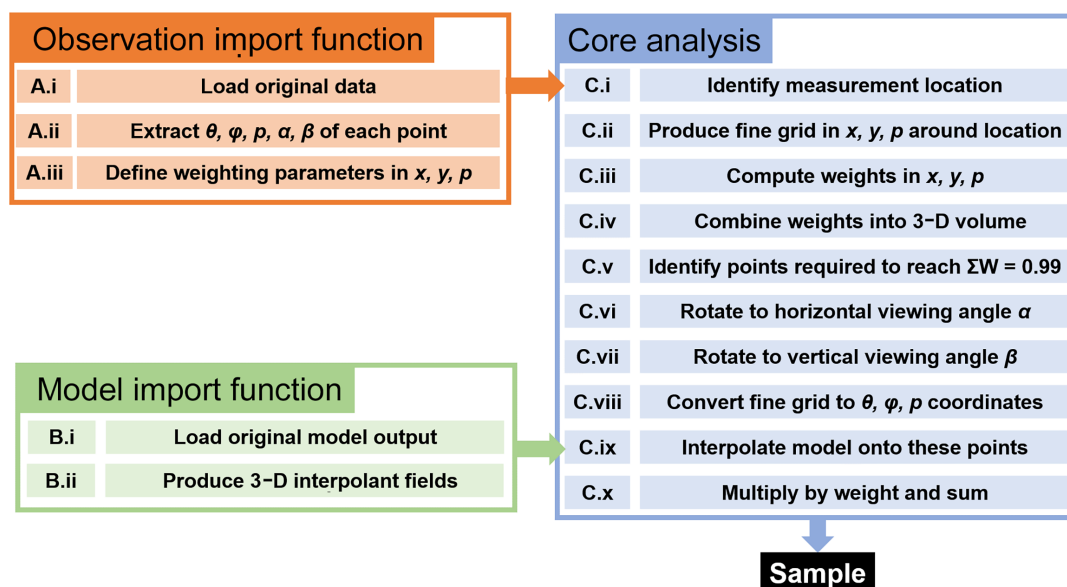 Observation import function
A.i Load original data
A.ii Extract θ, φ, p, α, β of each point
A.iii Define weighting parameters in x, y, p
Model import function
B.i Load original model output
B.ii Produce 3−D interpolant fields
Core analysis
C.i Identify measurement location
C.ii Produce fine grid in x, y, p around location
C.iii Compute weights in x, y, p
C.iv Combine weights into 3−D volume
C.v Identify points required to reach ΣW = 0.99
C.vi Rotate to horizontal viewing angle α
C.vii Rotate to vertical viewing angle β
C.viii Convert fine grid to θ, φ, p coordinates
C.ix Interpolate model onto these points
C.x Multiply by weight and sum
Sample